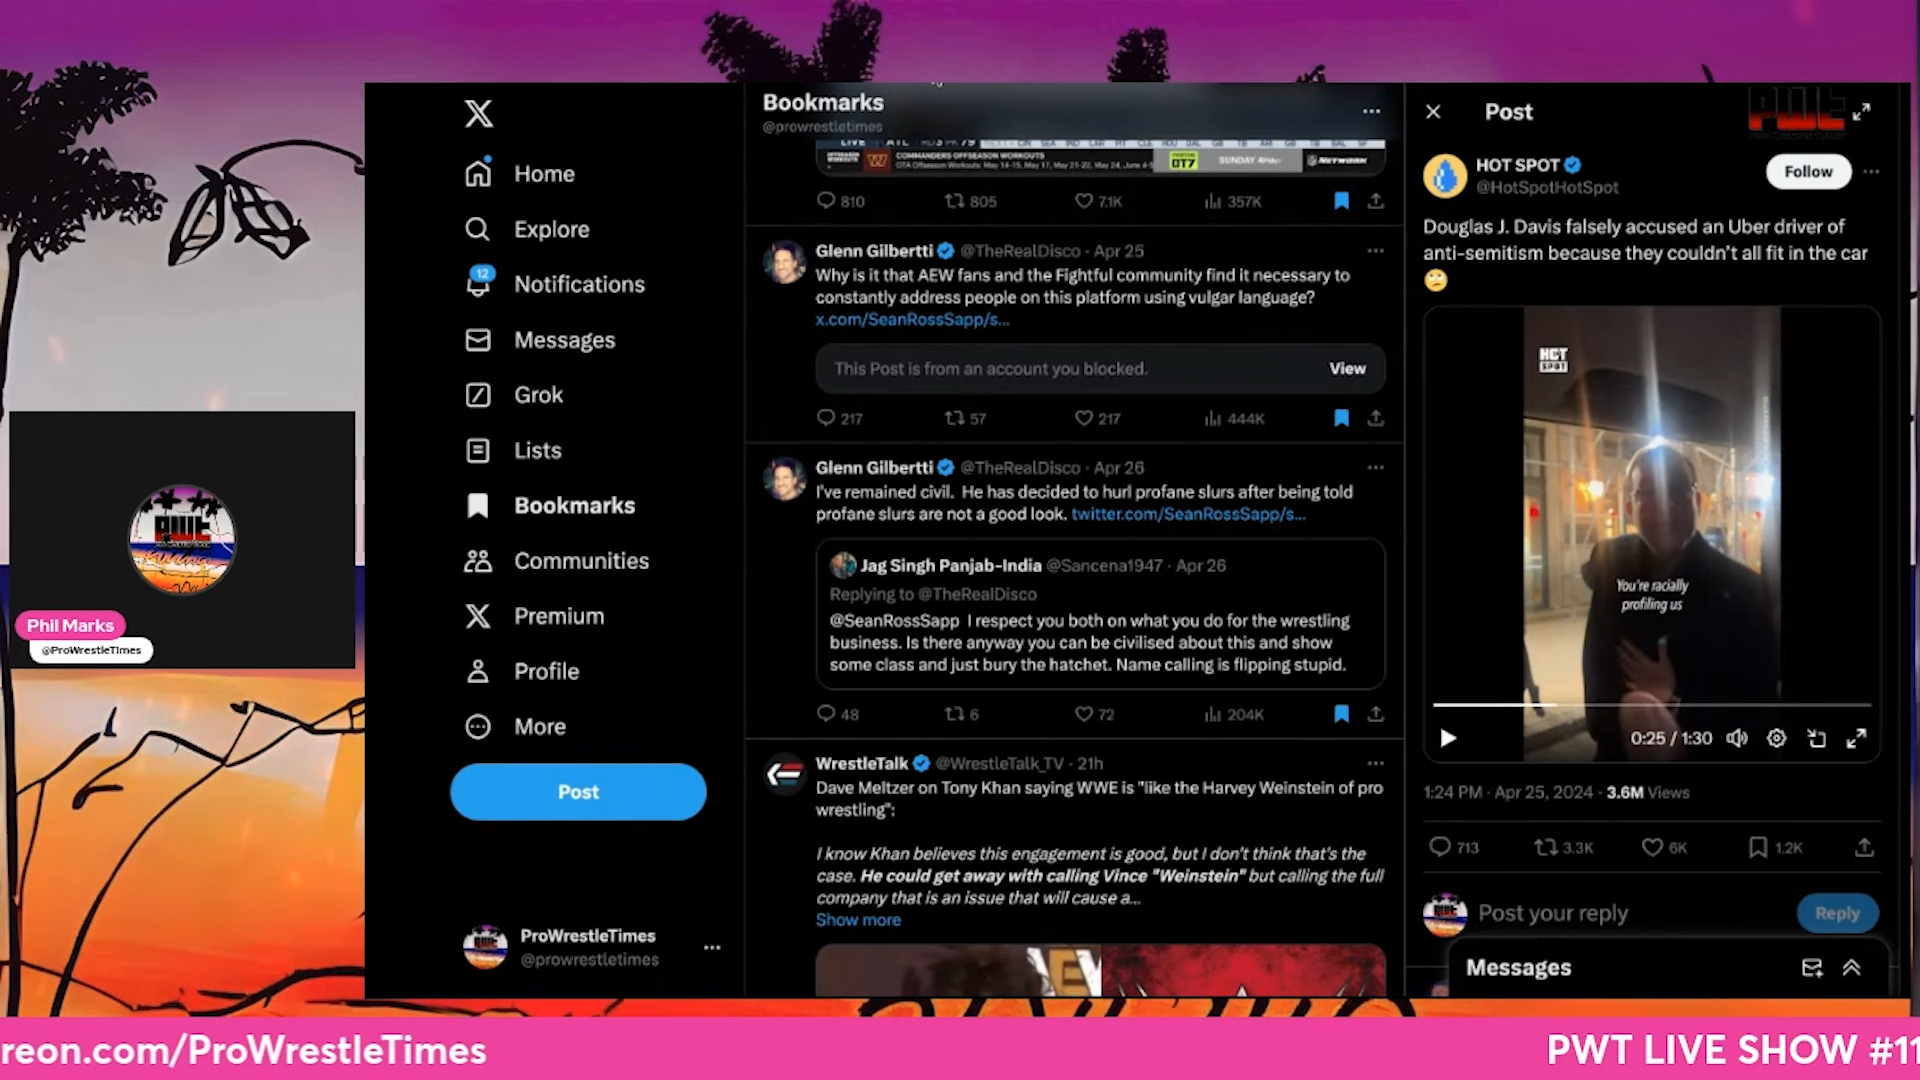 Home
Explore
12
Notifications
Messages
Grok
Lists
Bookmarks
Communities
Premium
Profile
More
Post
ProWrestleTimes
@prowrestletimes
Bookmarks
@prowrestletimes
COMMANDERS OFFSEASON WORKOUTS
OT7
SUNDAY
NETWORK
810 805 7.1K 357K
Glenn Gilbertti @TheRealDisco · Apr 25
Why is it that AEW fans and the Fightful community find it necessary to
constantly address people on this platform using vulgar language?
x.com/SeanRossSapp/s...
This Post is from an account you blocked. View
217 57 217 444K
Glenn Gilbertti @TheRealDisco · Apr 26
I've remained civil. He has decided to hurl profane slurs after being told
profane slurs are not a good look. twitter.com/SeanRossSapp/s...
Jag Singh Panjab-India @Sancena1947 · Apr 26
Replying to @TheRealDisco
@SeanRossSapp I respect you both on what you do for the wrestling
business. Is there anyway you can be civilised about this and show
some class and just bury the hatchet. Name calling is flipping stupid.
48 6 72 204K
WrestleTalk @WrestleTalk_TV · 21h
Dave Meltzer on Tony Khan saying WWE is "like the Harvey Weinstein of pro
wrestling":
I know Khan believes this engagement is good, but I don't think that's the
case. He could get away with calling Vince "Weinstein" but calling the full
company that is an issue that will cause a...
Show more
Post
PWT
HOT SPOT
@HotSpotHotSpot
Follow
Douglas J. Davis falsely accused an Uber driver of
anti-semitism because they couldn't all fit in the car
HOT
SPOT
You're racially
profiling us
0:25 / 1:30
1:24 PM · Apr 25, 2024 · 3.6M Views
713 3.3K 6K 1.2K
Post your reply
Reply
Messages
PWT
Phil Marks
@ProWrestleTimes
reon.com/ProWrestleTimes
PWT LIVE SHOW #11